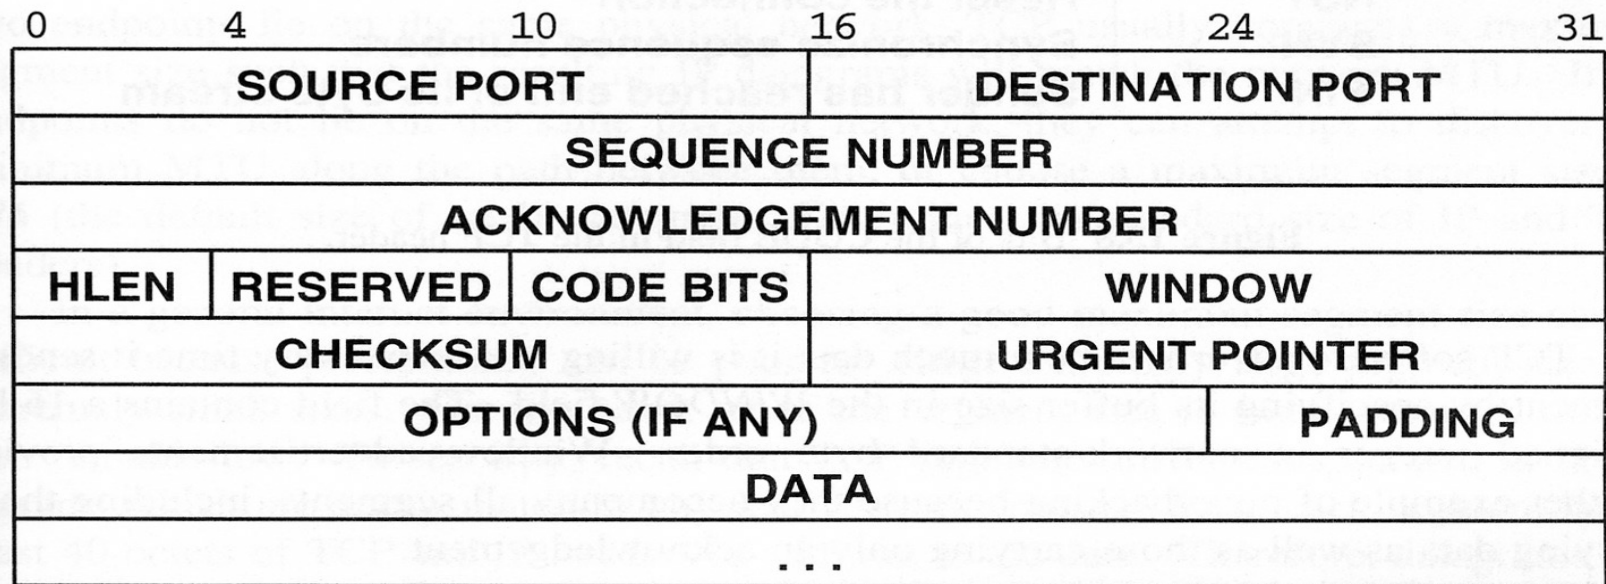 0 4 10 16 24 31
SOURCE PORT DESTINATION PORT
SEQUENCE NUMBER
ACKNOWLEDGEMENT NUMBER
HLEN RESERVED CODE BITS WINDOW
CHECKSUM URGENT POINTER
OPTIONS (IF ANY) PADDING
DATA
...